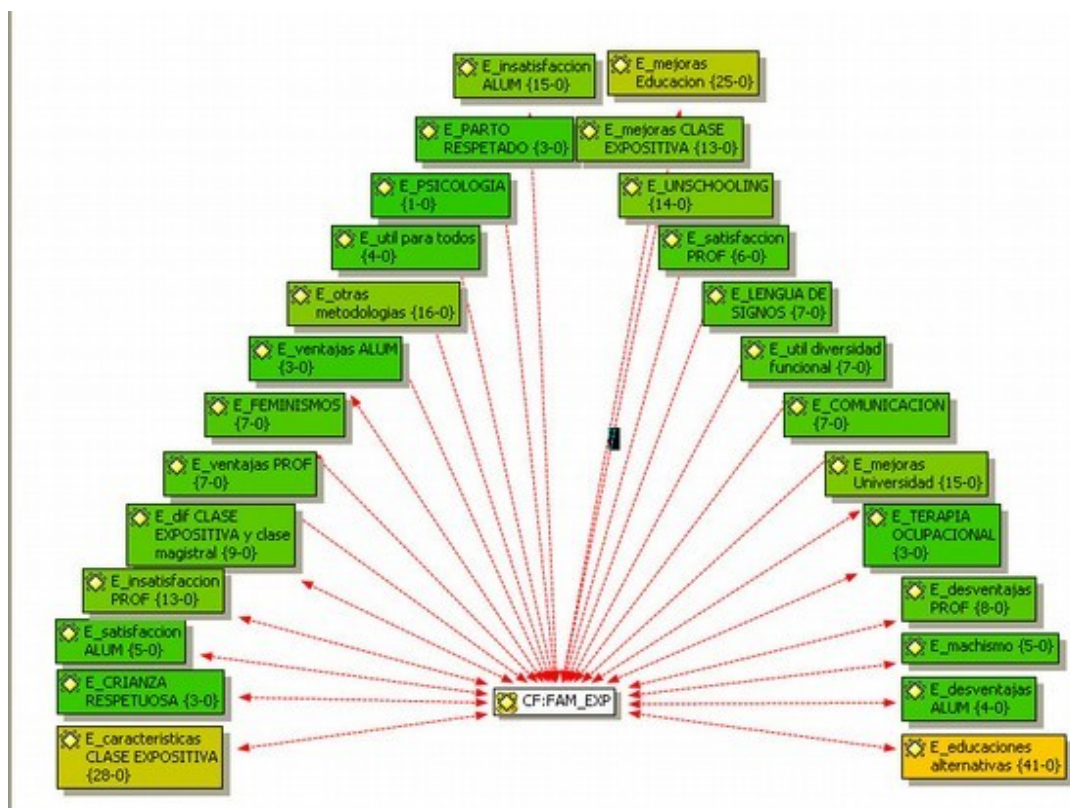 E_insatisfaccion
ALUM {15-0}
E_mejoras
Educacion {25-0}
E_PARTO
RESPETADO {3-0}
E_mejoras CLASE
EXPOSITIVA {13-0}
E_PSICOLOGIA
{1-0}
E_UNSCHOOLING
{14-0}
E_util para todos
{4-0}
E_satisfaccion
PROF {6-0}
E_otras
metodologias {16-0}
E_LENGUA DE
SIGNOS {7-0}
E_ventajas ALUM
{3-0}
E_util diversidad
funcional {7-0}
E_FEMINISMOS
{7-0}
E_COMUNICACION
{7-0}
E_ventajas PROF
{7-0}
E_mejoras
Universidad {15-0}
E_dif CLASE
EXPOSITIVA y clase
magistral {9-0}
E_TERAPIA
OCUPACIONAL
{3-0}
E_insatisfaccion
PROF {13-0}
E_desventajas
PROF {8-0}
E_satisfaccion
ALUM {5-0}
E_machismo {5-0}
E_CRIANZA
RESPETUOSA {3-0}
CF:FAM_EXP
E_desventajas
ALUM {4-0}
E_caracteristicas
CLASE EXPOSITIVA
{28-0}
E_educaciones
alternativas {41-0}